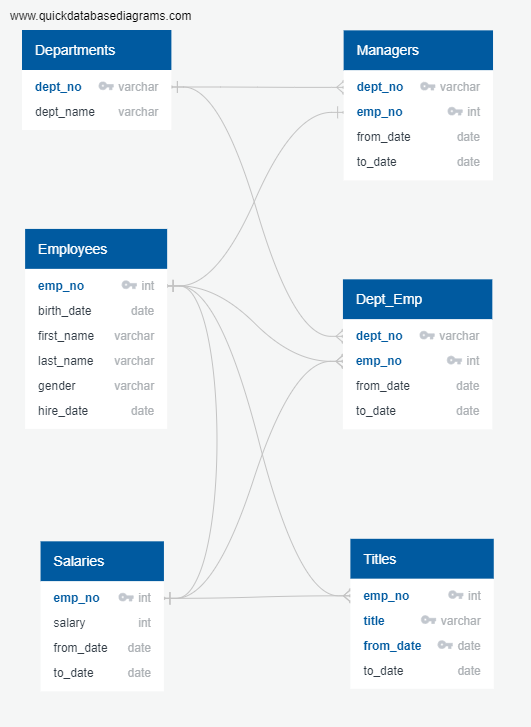 www.quickdatabasediagrams.com
Departments
dept_no varchar
dept_name varchar
Managers
dept_no varchar
emp_no int
from_date date
to_date date
Employees
emp_no int
birth_date date
first_name varchar
last_name varchar
gender varchar
hire_date date
Dept_Emp
dept_no varchar
emp_no int
from_date date
to_date date
Salaries
emp_no int
salary int
from_date date
to_date date
Titles
emp_no int
title varchar
from_date date
to_date date